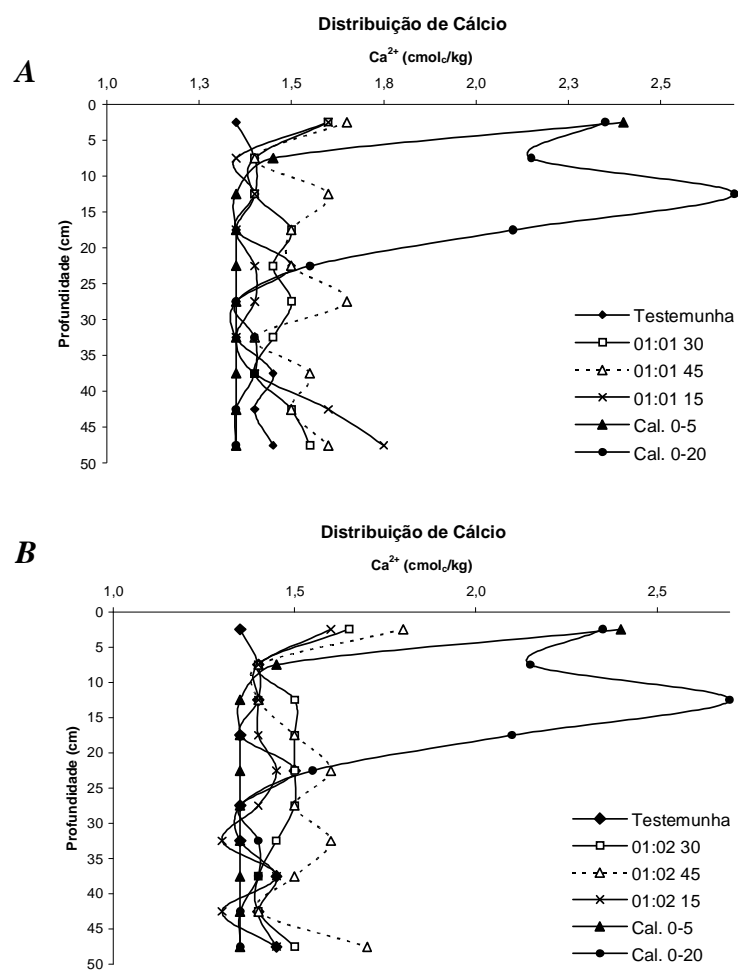 Distribuição de Cálcio
A
Ca²⁺ (cmolc/kg)
1,0 1,3 1,5 1,8 2,0 2,3 2,5
0
5
10
15
20
25
30
35
40
45
50
Profundidade (cm)
Testemunha
01:01 30
01:01 45
01:01 15
Cal. 0-5
Cal. 0-20
Distribuição de Cálcio
B
Ca²⁺ (cmolc/kg)
1,0 1,5 2,0 2,5
0
5
10
15
20
25
30
35
40
45
50
Profundidade (cm)
Testemunha
01:02 30
01:02 45
01:02 15
Cal. 0-5
Cal. 0-20